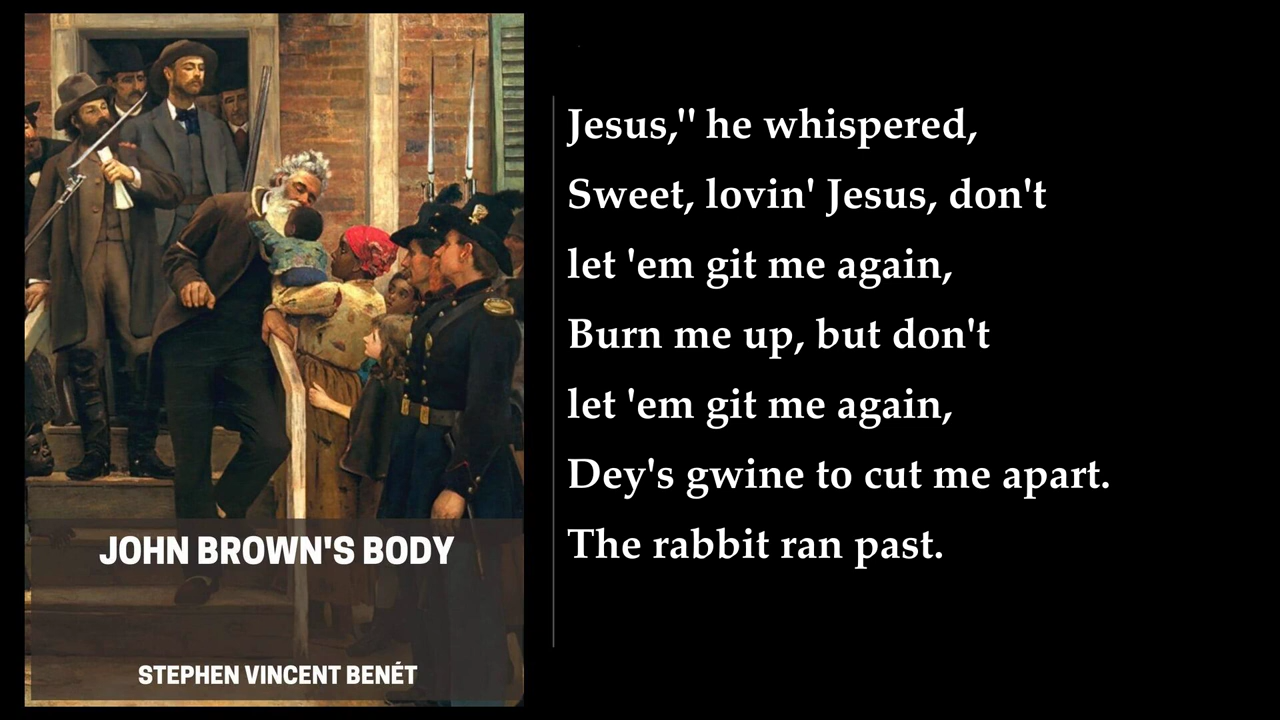 JOHN BROWN'S BODY
STEPHEN VINCENT BENÉT
Jesus," he whispered,
Sweet, lovin' Jesus, don't
let 'em git me again,
Burn me up, but don't
let 'em git me again,
Dey's gwine to cut me apart.
The rabbit ran past.